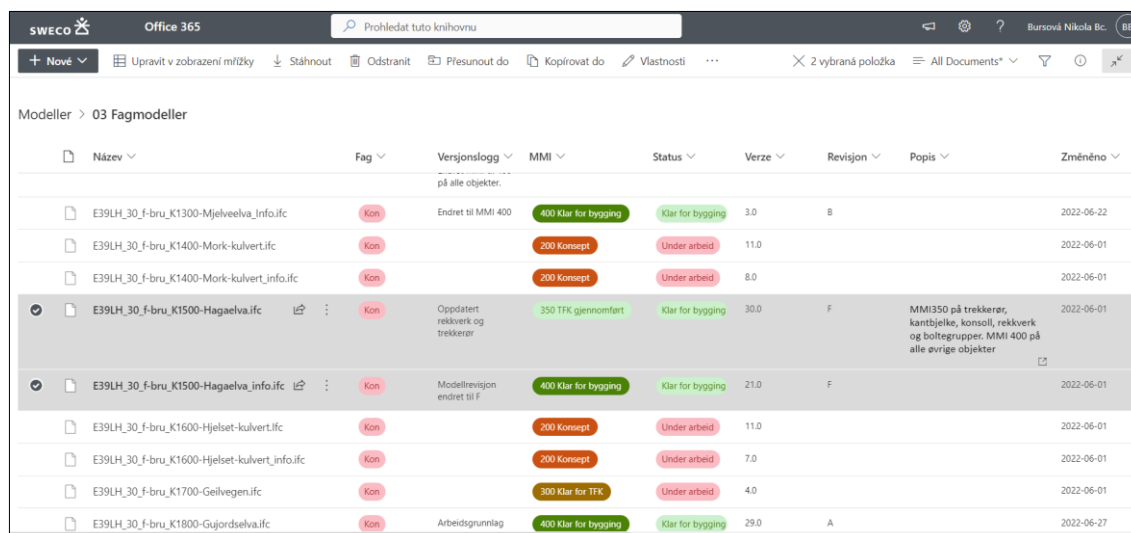 SWECO Office 365 Prohledat tuto knihovnu ? Bursová Nikola Bc.
+ Nové Upravit v zobrazení mřížky Stáhnout Odstranit Přesunout do Kopírovat do Vlastnosti ... 2 vybraná položka All Documents*
Modeller > 03 Fagmodeller
Název Fag Versjonslogg MMI Status Verze Revisjon Popis Změněno
på alle objekter.
E39LH_30_f-bru_K1300-Mjelveelva_Info.ifc Kon Endret til MMI 400 400 Klar for bygging Klar for bygging 3.0 B 2022-06-22
E39LH_30_f-bru_K1400-Mork-kulvert.ifc Kon 200 Konsept Under arbeid 11.0 2022-06-01
E39LH_30_f-bru_K1400-Mork-kulvert_info.ifc Kon 200 Konsept Under arbeid 8.0 2022-06-01
E39LH_30_f-bru_K1500-Hagaelva.ifc Kon Oppdatert 350 TFK gjennomført Klar for bygging 30.0 F MMI350 på trekkerør, 2022-06-01
rekkverk og kantbjelke, konsoll, rekkverk
trekkerør og boltegrupper. MMI 400 på
alle øvrige objekter
E39LH_30_f-bru_K1500-Hagaelva_info.ifc Kon Modellrevisjon 400 Klar for bygging Klar for bygging 21.0 F 2022-06-01
endret til F
E39LH_30_f-bru_K1600-Hjelset-kulvert.ifc Kon 200 Konsept Under arbeid 11.0 2022-06-01
E39LH_30_f-bru_K1600-Hjelset-kulvert_info.ifc Kon 200 Konsept Under arbeid 7.0 2022-06-01
E39LH_30_f-bru_K1700-Geilvegen.ifc Kon 300 Klar for TFK Under arbeid 4.0 2022-06-01
E39LH_30_f-bru_K1800-Gujordselva.ifc Kon Arbeidsgrunnlag 400 Klar for bygging Klar for bygging 29.0 A 2022-06-27